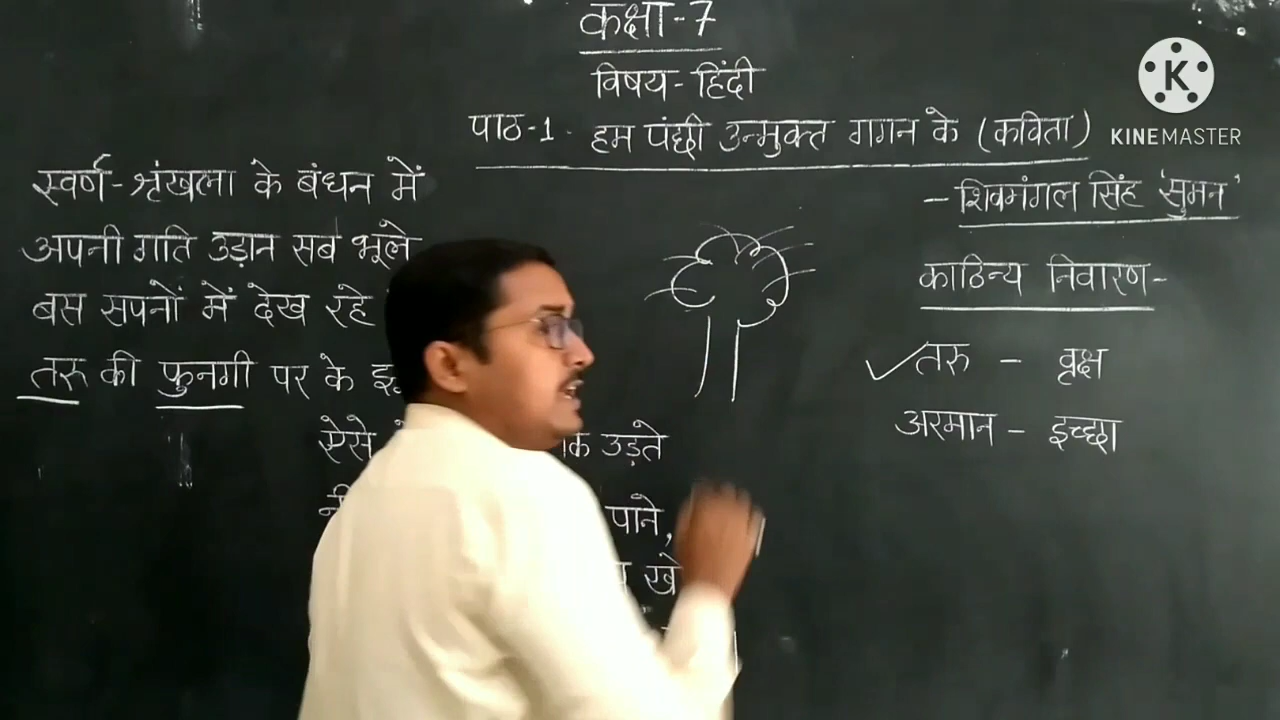 कक्षा-7
विषय-हिंदी
पाठ-1. हम पंछी उन्मुक्त गगन के (कविता)
- शिवमंगल सिंह 'सुमन'
K
KINEMASTER
स्वर्ण-श्रृंखला के बंधन में
अपनी गति उड़ान सब भूले
बस सपनों में देख रहे
तरू की फुनगी पर के
ऐसे
उड़ते
पाने,
काठिन्य निवारण-
तरु - वृक्ष
अरमान - इच्छा